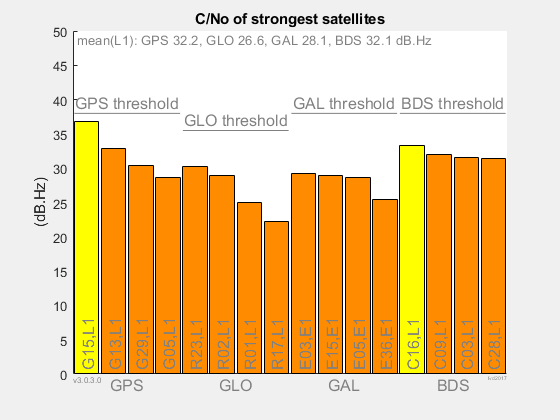 C/No of strongest satellites
mean(L1): GPS 32.2, GLO 26.6, GAL 28.1, BDS 32.1 dB.Hz
GPS threshold
GLO threshold
GAL threshold
BDS threshold
(dB.Hz)
50
45
40
35
30
25
20
15
10
5
0
G15,L1
G13,L1
G29,L1
G05,L1
R23,L1
R02,L1
R01,L1
R17,L1
E03,E1
E15,E1
E05,E1
E36,E1
C16,L1
C09,L1
C03,L1
C28,L1
v3.0.3.0
GPS
GLO
GAL
BDS